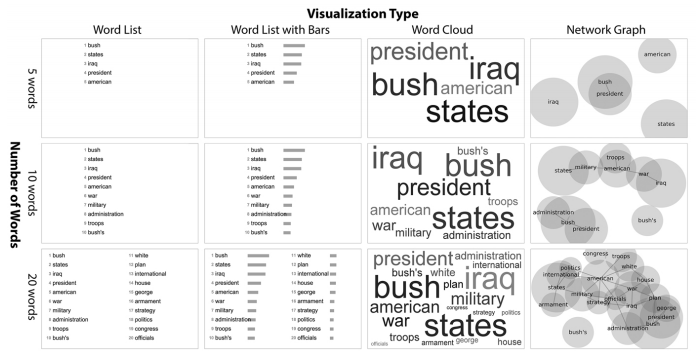 Visualization Type
Word List
Word List with Bars
Word Cloud
Network Graph
Number of Words
5 words
1 bush
2 states
3 iraq
4 president
5 american
1 bush
2 states
3 iraq
4 president
5 american
president
iraq
bush
american
states
american
bush
president
iraq
states
10 words
1 bush
2 states
3 iraq
4 president
5 american
6 war
7 military
8 administration
9 troops
10 bush's
1 bush
2 states
3 iraq
4 president
5 american
6 war
7 military
8 administration
9 troops
10 bush's
iraq
bush's
bush
president
troops
american
states
war
military
administration
troops
military
american
states
war
iraq
administration
bush
president
bush's
20 words
1 bush
2 states
3 iraq
4 president
5 american
6 war
7 military
8 administration
9 troops
10 bush's
11 white
12 plan
13 international
14 house
15 george
16 armament
17 strategy
18 politics
19 congress
20 officials
1 bush
2 states
3 iraq
4 president
5 american
6 war
7 military
8 administration
9 troops
10 bush's
11 white
12 plan
13 international
14 house
15 george
16 armament
17 strategy
18 politics
19 congress
20 officials
president
administration
international
bush's
white
iraq
bush
plan
military
american
congress
strategy
politics
war
states
troops
armament
george
house
officials
congress
troops
politics
white
international
american
house
states
war
military
officials
plan
armament
strategy
iraq
george
president
bush
administration
bush's